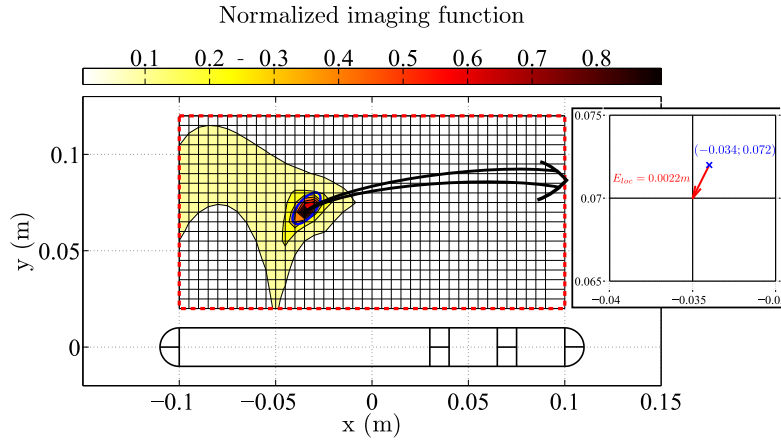 Normalized imaging function
0.1 0.2 - 0.3 0.4 0.5 0.6 0.7 0.8
0.1
0.05
0
y (m)
−0.1 −0.05 0 0.05 0.1 0.15
x (m)
0.075
0.07
0.065
(−0.034; 0.072)
E_loc = 0.0022m
−0.04 −0.035 −0.0